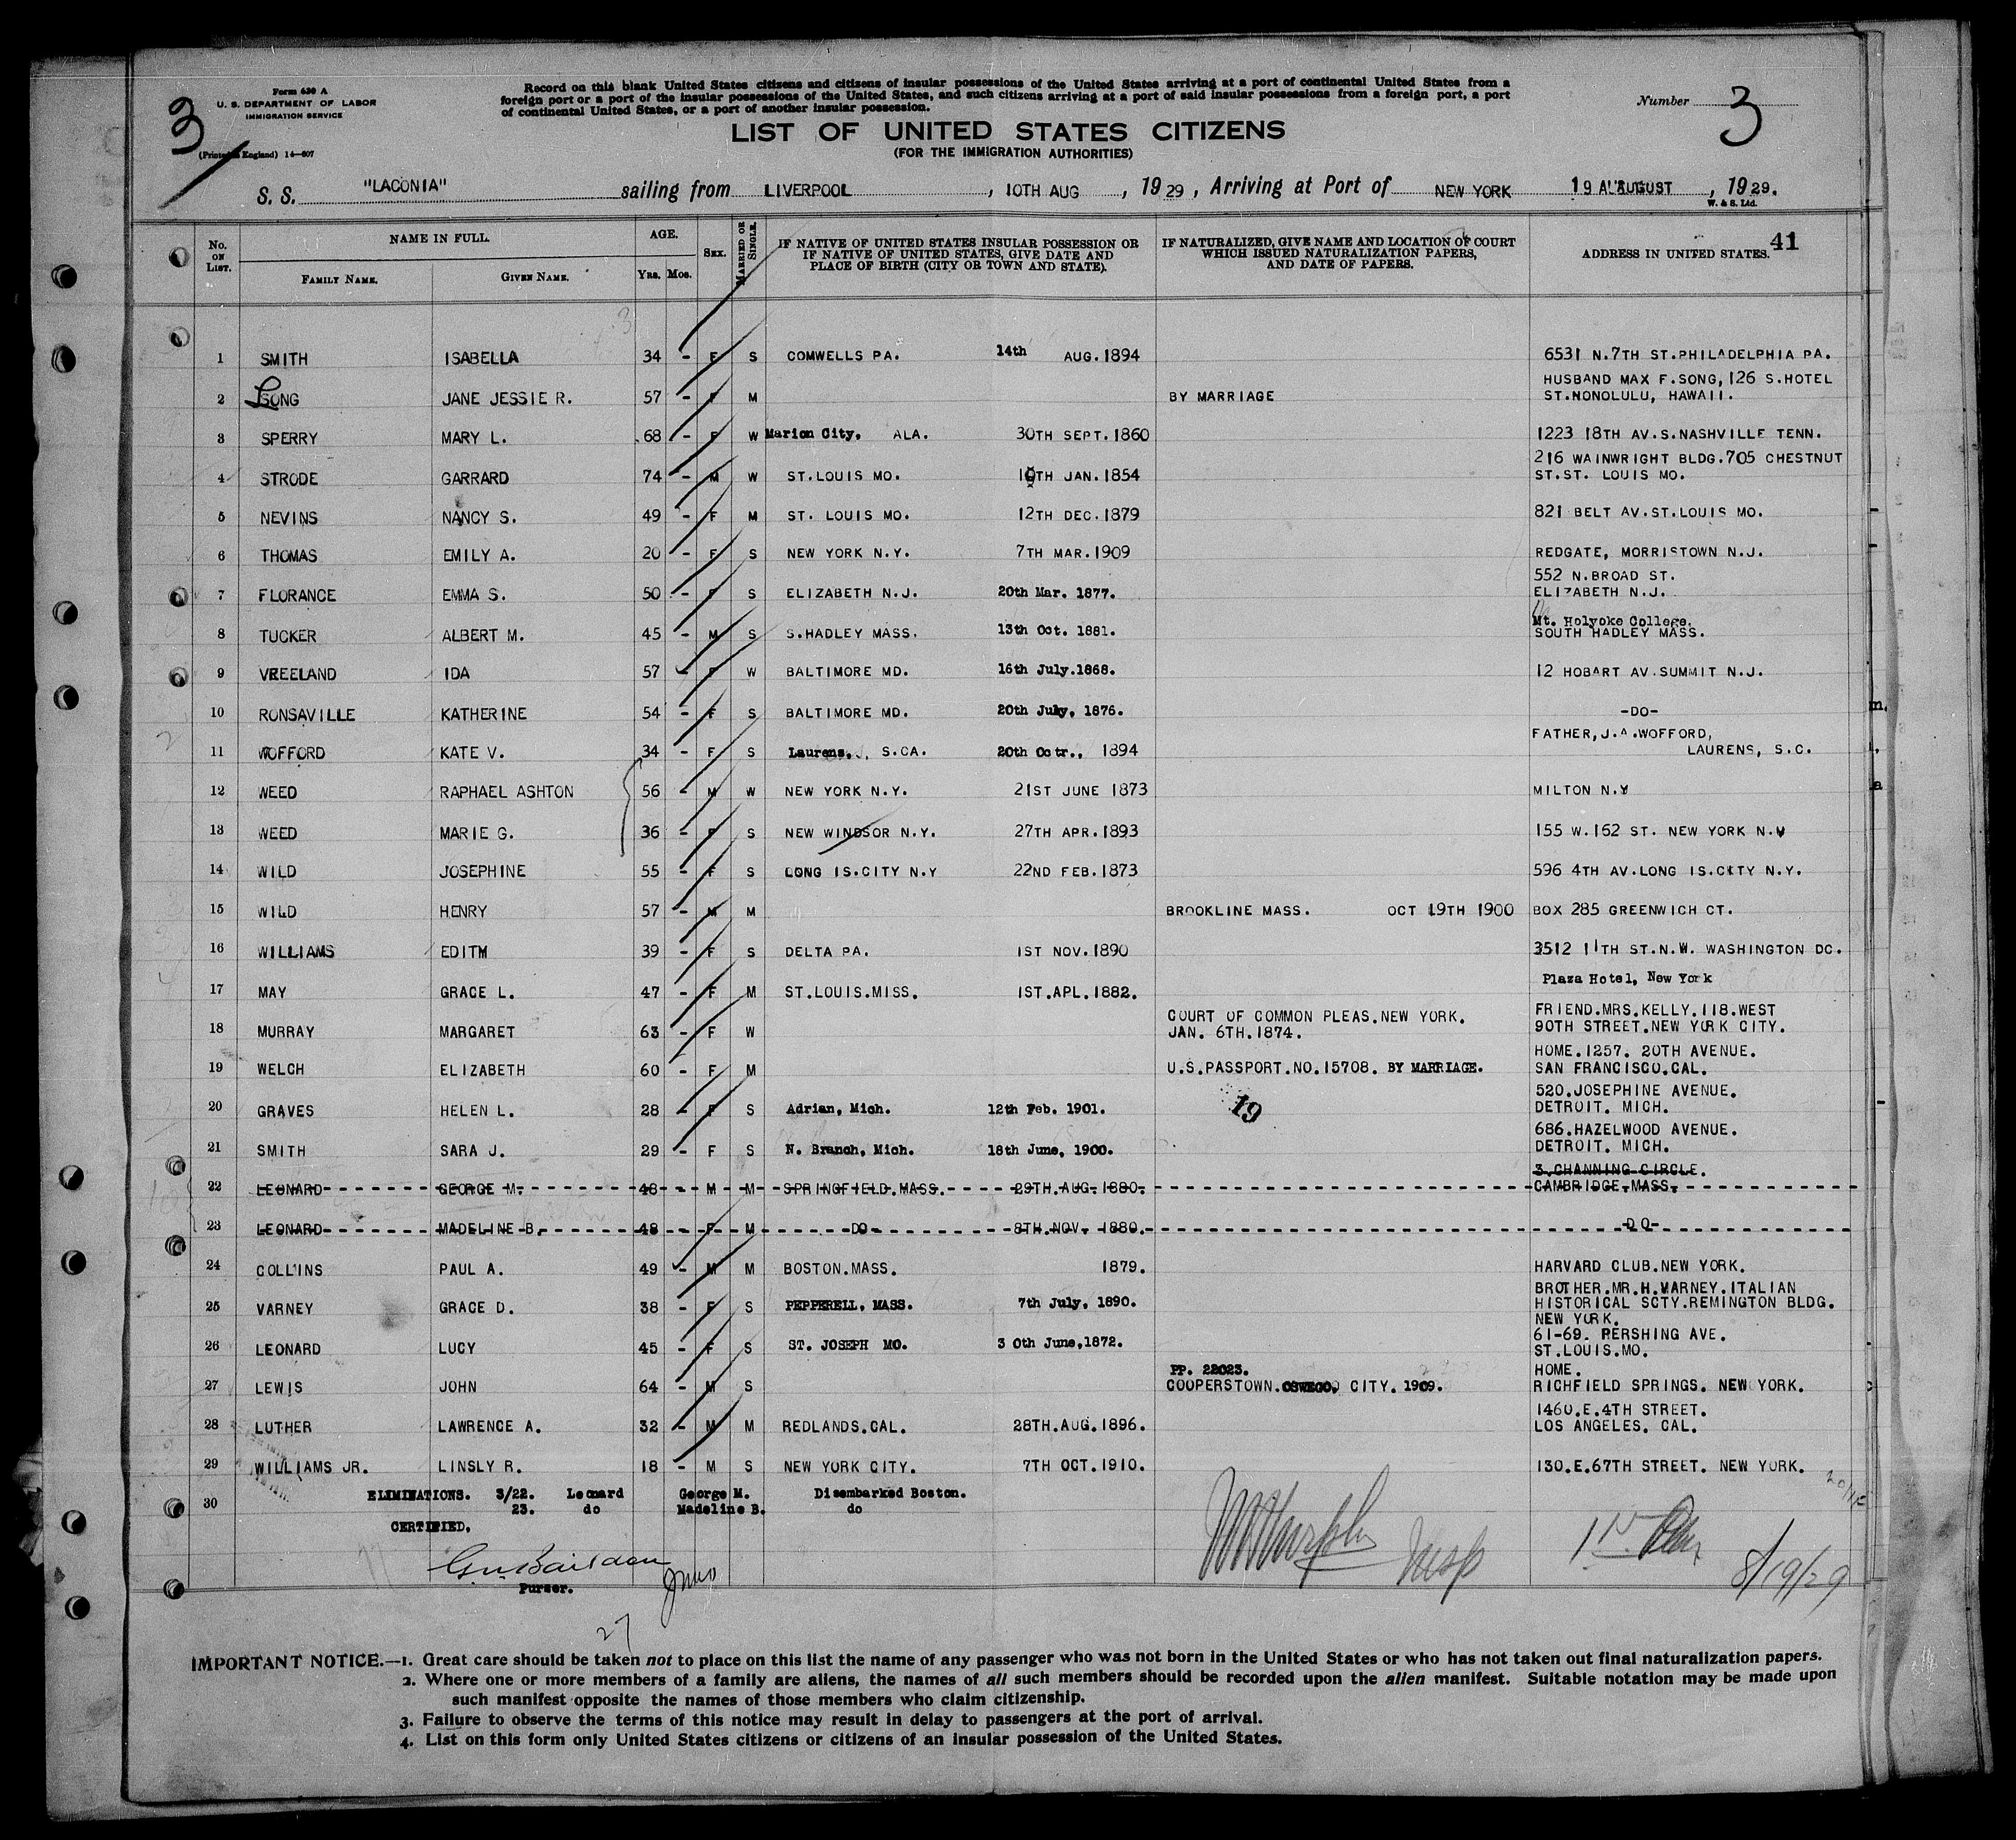 Form 630 A
U. S. DEPARTMENT OF LABOR
IMMIGRATION SERVICE
(Printed in England) 14—607
3
Record on this blank United States citizens and citizens of insular possessions of the United States arriving at a port of continental United States from a
foreign port or a port of the insular possessions of the United States, and such citizens arriving at a port of said insular possessions from a foreign port, a port
of continental United States, or a port of another insular possession.
Number 3
LIST OF UNITED STATES CITIZENS
(FOR THE IMMIGRATION AUTHORITIES)
S. S. "LACONIA" sailing from LIVERPOOL, 10TH AUG, 1929, Arriving at Port of NEW YORK 19 AUGUST, 1929.
W. & S. Ltd.
No. ON LIST. NAME IN FULL. AGE. SEX. MARRIED OR SINGLE. IF NATIVE OF UNITED STATES INSULAR POSSESSION OR IF NATIVE OF UNITED STATES, GIVE DATE AND PLACE OF BIRTH (CITY OR TOWN AND STATE). IF NATURALIZED, GIVE NAME AND LOCATION OF COURT WHICH ISSUED NATURALIZATION PAPERS, AND DATE OF PAPERS. ADDRESS IN UNITED STATES. 41
FAMILY NAME. GIVEN NAME. YRS. MOS.
1 SMITH ISABELLA 34 - F S COMWELLS PA. 14th AUG.1894 6531 N.7TH ST.PHILADELPHIA PA.
2 SONG JANE JESSIE R. 57 - F M BY MARRIAGE HUSBAND MAX F.SONG,126 S.HOTEL
ST.NONOLULU, HAWAII.
3 SPERRY MARY L. 68 - F W Marion City, ALA. 30TH SEPT.1860 1223 18TH AV.S.NASHVILLE TENN.
4 STRODE GARRARD 74 - M W ST.LOUIS MO. TH JAN.1854 216 WAINWRIGHT BLDG.705 CHESTNUT
ST.ST. LOUIS MO.
5 NEVINS NANCY S. 49 - F M ST. LOUIS MO. 12TH DEC.1879 821 BELT AV.ST.LOUIS MO.
6 THOMAS EMILY A. 20 - F S NEW YORK N.Y. 7TH MAR.1909 REDGATE, MORRISTOWN N.J.
7 FLORANCE EMMA S. 50 - F S ELIZABETH N.J. 20th Mar. 1877. 552 N.BROAD ST.
ELIZABETH N.J.
8 TUCKER ALBERT M. 45 - M S S.HADLEY MASS. 13th Oct. 1881. Mt. Holyoke College.
SOUTH HADLEY MASS.
9 VREELAND IDA 57 - F W BALTIMORE MD. 16th July.1868. 12 HOBART AV.SUMMIT N.J.
10 RONSAVILLE KATHERINE 54 - F S BALTIMORE MD. 20th July, 1876. -DO-
11 WOFFORD KATE V. 34 - F S Laurens, S.CA. 20th Octr., 1894 FATHER,J.A.WOFFORD,
LAURENS, S.C.
12 WEED RAPHAEL ASHTON 56 - M W NEW YORK N.Y. 21ST JUNE 1873 MILTON N.Y
13 WEED MARIE G. 36 - F S NEW WINDSOR N.Y. 27TH APR.1893 155 W.162 ST. NEW YORK N.Y
14 WILD JOSEPHINE 55 - F S LONG IS.CITY N.Y 22ND FEB.1873 596 4TH AV.LONG IS.CITY N.Y.
15 WILD HENRY 57 - M M BROOKLINE MASS. OCT 19TH 1900 BOX 285 GREENWICH CT.
16 WILLIAMS EDITH 39 - F S DELTA PA. 1ST NOV.1890 3512 11TH ST.N.W. WASHINGTON DC.
17 MAY GRACE L. 47 - F M ST.LOUIS.MISS. 1ST.APL.1882. Plaza Hotel, New York
18 MURRAY MARGARET 63 - F W COURT OF COMMON PLEAS.NEW YORK.
JAN. 6TH.1874. FRIEND.MRS.KELLY.118.WEST
90TH STREET.NEW YORK CITY.
19 WELCH ELIZABETH 60 - F M U.S.PASSPORT.NO.15708. BY MARRIAGE. HOME.1257. 20TH AVENUE.
SAN FRANCISCO.CAL.
20 GRAVES HELEN L. 28 - F S Adrian, Mich. 12th Feb. 1901. 19 520.JOSEPHINE AVENUE.
DETROIT. MICH.
21 SMITH SARA J. 29 - F S N. Branch, Mich. 18th June, 1900. 686.HAZELWOOD AVENUE.
DETROIT. MICH.
22 LEONARD GEORGE M. 48 - M M SPRINGFIELD.MASS. 29TH.AUG.1880. 3.CHANNING CIRCLE.
CAMBRIDGE.MASS.
23 LEONARD MADELINE B. 48 - F M DO 8TH.NOV. 1880. -DO-
24 COLLINS PAUL A. 49 - M M BOSTON.MASS. 1879. HARVARD CLUB.NEW YORK.
25 VARNEY GRACE D. 38 - F S PEPPERELL, MASS. 7th July, 1890. BROTHER.MR.H.VARNEY.ITALIAN
HISTORICAL SCTY.REMINGTON BLDG.
NEW YORK.
26 LEONARD LUCY 45 - F S ST. JOSEPH MO. 3 0th June,1872. 61-69. PERSHING AVE.
ST.LOUIS.MO.
27 LEWIS JOHN 64 - M S PP. 22023.
COOPERSTOWN.OSWEGO, CITY. 1909. HOME.
RICHFIELD SPRINGS. NEW YORK.
28 LUTHER LAWRENCE A. 32 - M M REDLANDS.CAL. 28TH.AUG.1896. 1460.E.4TH STREET.
LOS ANGELES. CAL.
29 WILLIAMS JR. LINSLY R. 18 - M S NEW YORK CITY. 7TH OCT.1910. 130.E.67TH STREET. NEW YORK.
30 ELIMINATIONS. 3/22. Leonard George M. Disembarked Boston.
23. do Madeline B. do
CERTIFIED,
Purser.
Insp
8/19/29
27
IMPORTANT NOTICE.—1. Great care should be taken not to place on this list the name of any passenger who was not born in the United States or who has not taken out final naturalization papers.
2. Where one or more members of a family are aliens, the names of all such members should be recorded upon the alien manifest. Suitable notation may be made upon
such manifest opposite the names of those members who claim citizenship.
3. Failure to observe the terms of this notice may result in delay to passengers at the port of arrival.
4. List on this form only United States citizens or citizens of an insular possession of the United States.